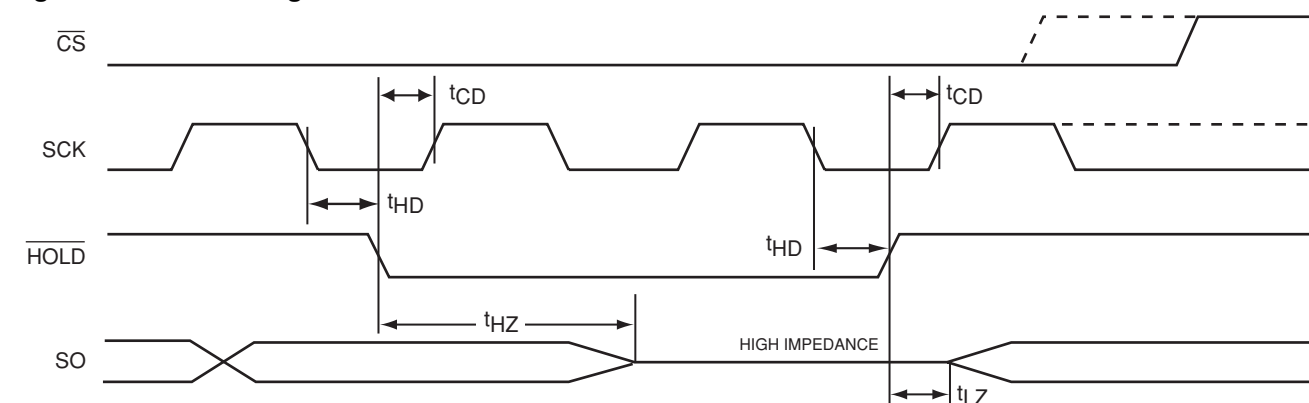 CS
tCD
tCD
SCK
tHD
HOLD
tHD
tHZ
HIGH IMPEDANCE
SO
tLZ